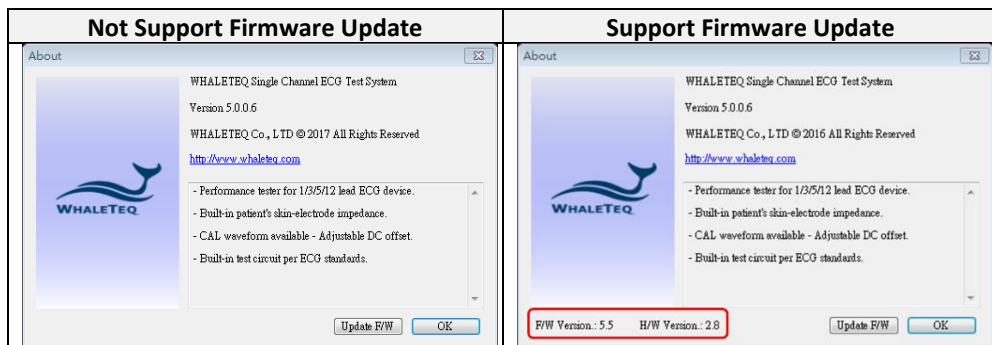 Not Support Firmware Update
Support Firmware Update
About
WHALETEQ Single Channel ECG Test System
Version 5.0.0.6
WHALETEQ Co., LTD © 2017 All Rights Reserved
http://www.whaleteq.com
- Performance tester for 1/3/5/12 lead ECG device.
- Built-in patient's skin-electrode impedance.
- CAL waveform available - Adjustable DC offset.
- Built-in test circuit per ECG standards.
WHALETEQ
Update F/W
OK
About
WHALETEQ Single Channel ECG Test System
Version 5.0.0.6
WHALETEQ Co., LTD © 2016 All Rights Reserved
http://www.whaleteq.com
- Performance tester for 1/3/5/12 lead ECG device.
- Built-in patient's skin-electrode impedance.
- CAL waveform available - Adjustable DC offset.
- Built-in test circuit per ECG standards.
WHALETEQ
F/W Version.: 5.5 H/W Version.: 2.8
Update F/W
OK